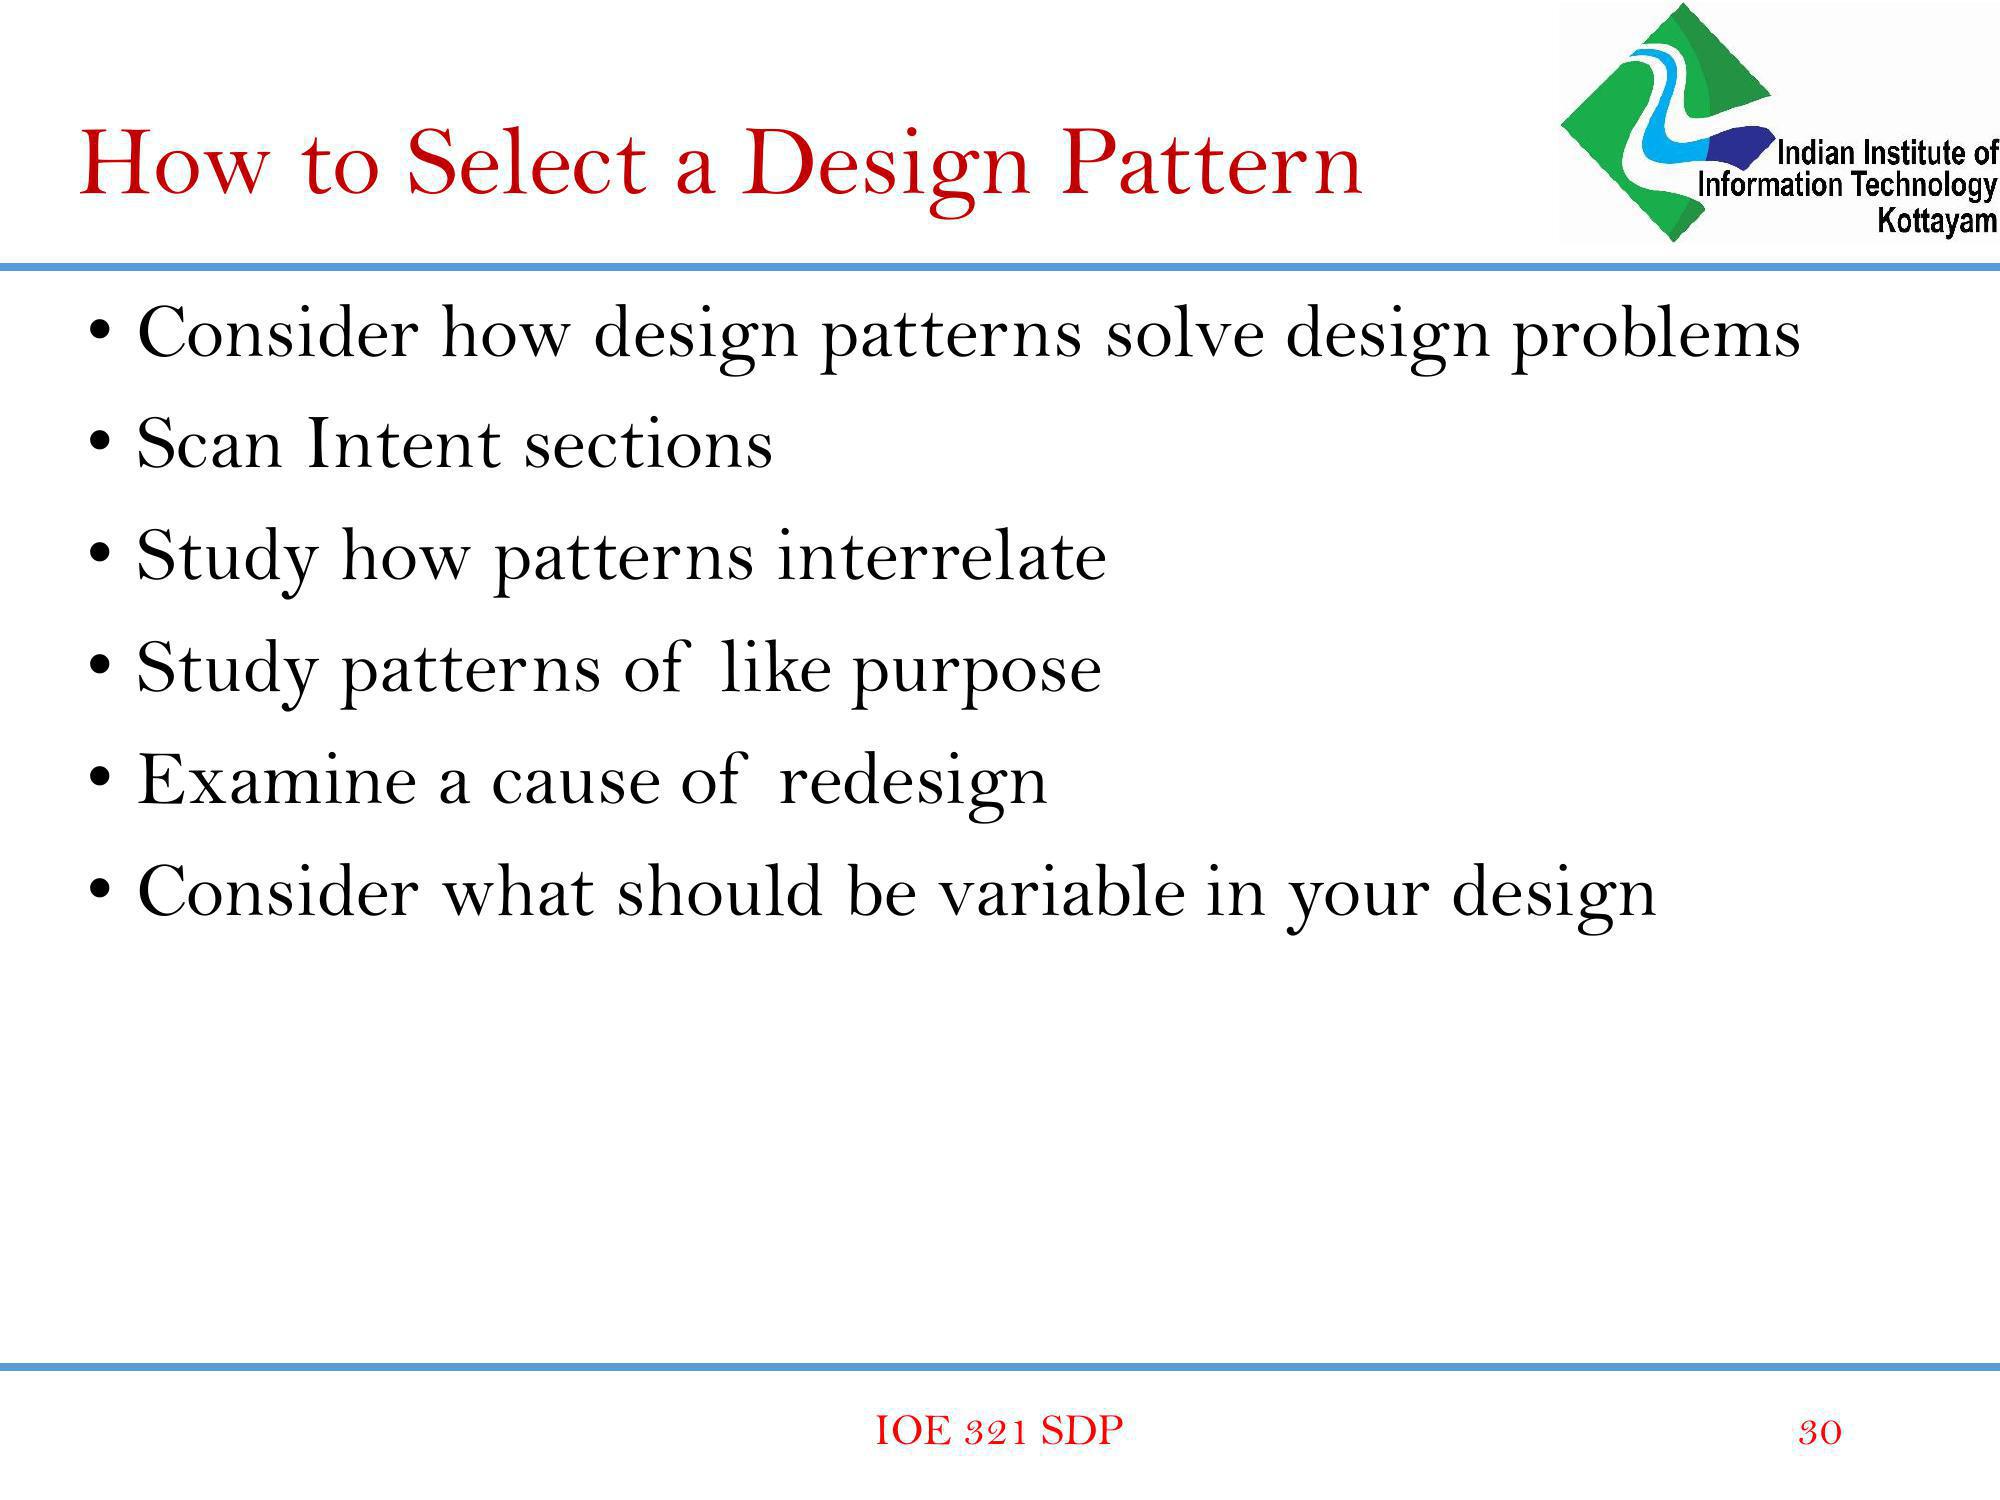 How to Select a Design Pattern
Indian Institute of
Information Technology
Kottayam
• Consider how design patterns solve design problems
• Scan Intent sections
• Study how patterns interrelate
• Study patterns of like purpose
• Examine a cause of redesign
• Consider what should be variable in your design
IOE 321 SDP
30